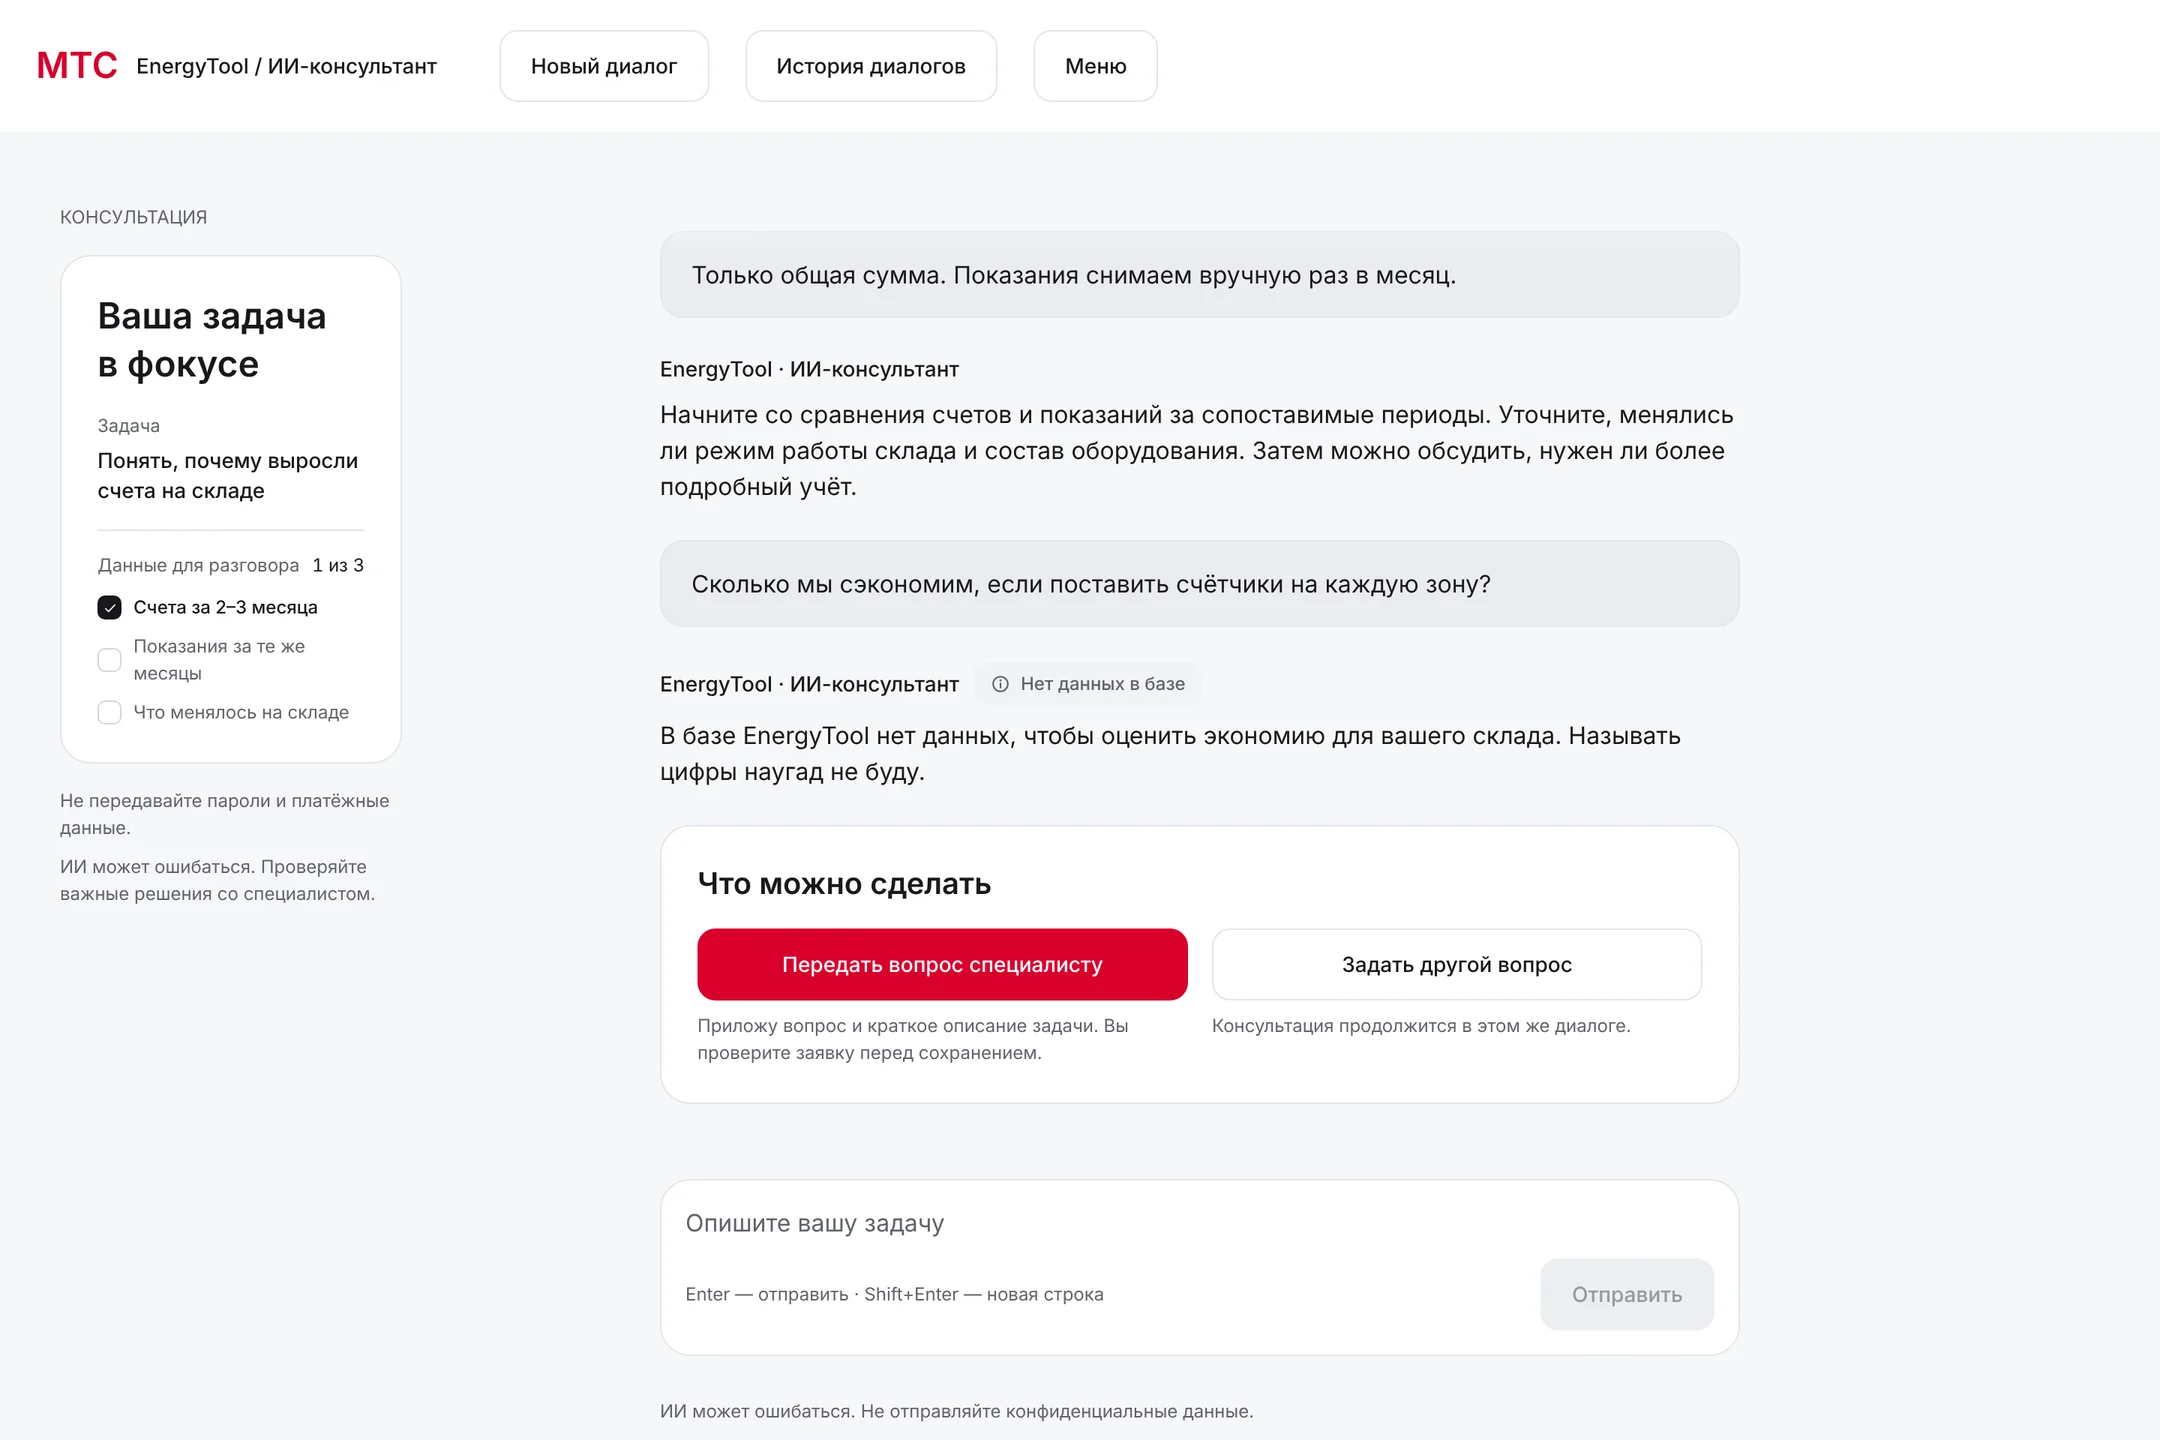 МТС EnergyTool / ИИ-консультант Новый диалог История диалогов Меню
КОНСУЛЬТАЦИЯ
Ваша задача
в фокусе
Задача
Понять, почему выросли
счета на складе
Данные для разговора 1 из 3
Счета за 2–3 месяца
Показания за те же
месяцы
Что менялось на складе
Не передавайте пароли и платёжные
данные.
ИИ может ошибаться. Проверяйте
важные решения со специалистом.
Только общая сумма. Показания снимаем вручную раз в месяц.
EnergyTool · ИИ-консультант
Начните со сравнения счетов и показаний за сопоставимые периоды. Уточните, менялись
ли режим работы склада и состав оборудования. Затем можно обсудить, нужен ли более
подробный учёт.
Сколько мы сэкономим, если поставить счётчики на каждую зону?
EnergyTool · ИИ-консультант Нет данных в базе
В базе EnergyTool нет данных, чтобы оценить экономию для вашего склада. Называть
цифры наугад не буду.
Что можно сделать
Передать вопрос специалисту
Приложу вопрос и краткое описание задачи. Вы
проверите заявку перед сохранением.
Задать другой вопрос
Консультация продолжится в этом же диалоге.
Опишите вашу задачу
Enter — отправить · Shift+Enter — новая строка
Отправить
ИИ может ошибаться. Не отправляйте конфиденциальные данные.